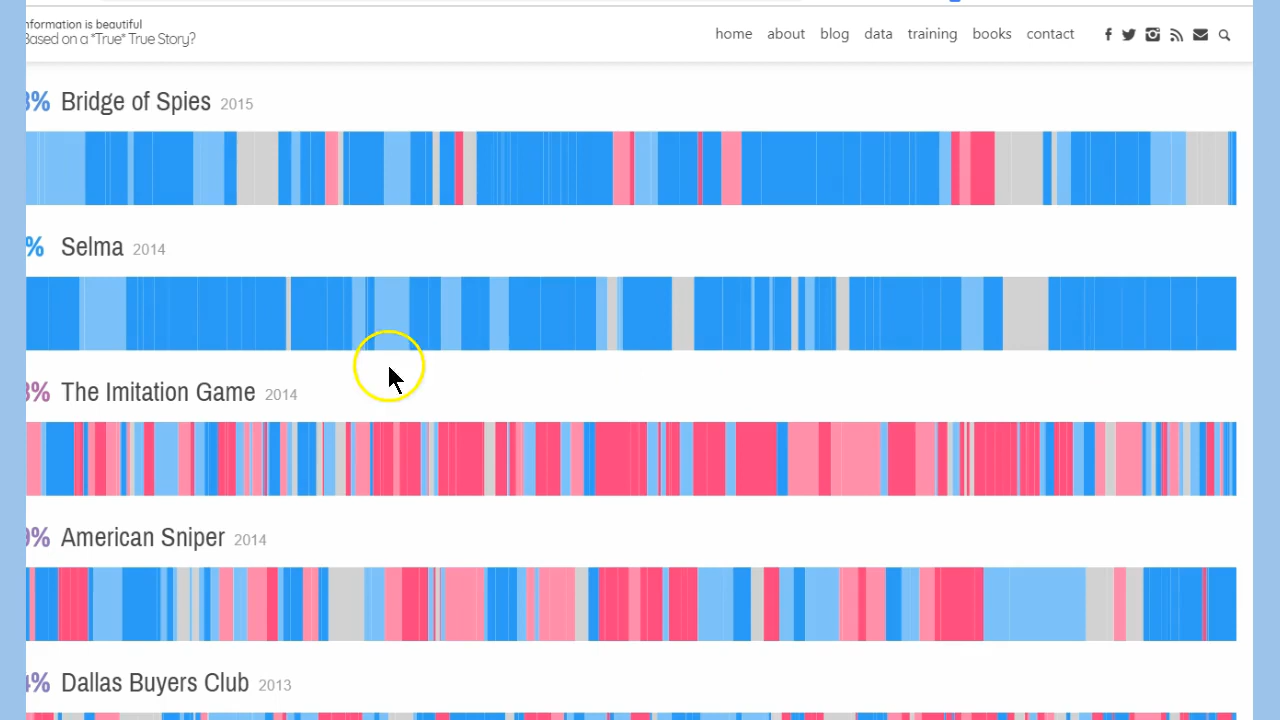 nformation is beautiful
Based on a *True* True Story?
home about blog data training books contact
% Bridge of Spies 2015
% Selma 2014
% The Imitation Game 2014
% American Sniper 2014
% Dallas Buyers Club 2013